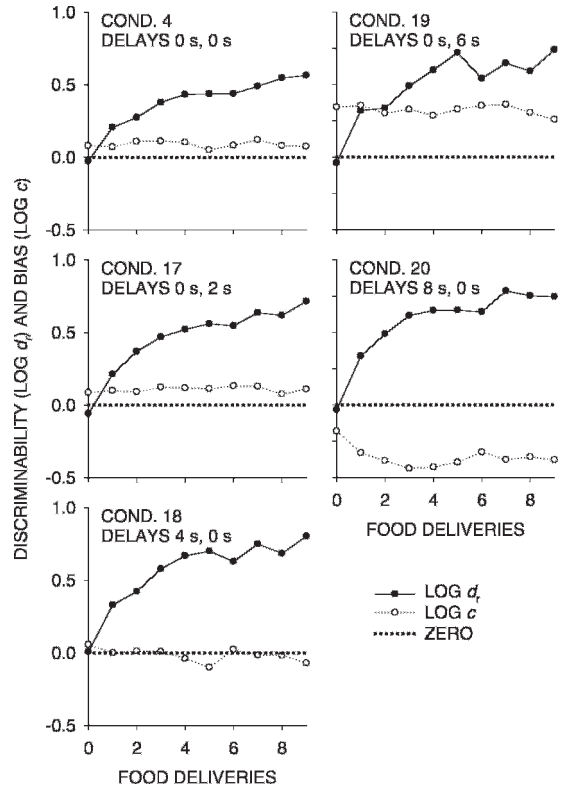 DISCRIMINABILITY (LOG dr) AND BIAS (LOG c)
COND. 4
DELAYS 0 s, 0 s
1.0
0.5
0.0
-0.5
COND. 19
DELAYS 0 s, 6 s
COND. 17
DELAYS 0 s, 2 s
1.0
0.5
0.0
-0.5
COND. 20
DELAYS 8 s, 0 s
0 2 4 6 8
FOOD DELIVERIES
COND. 18
DELAYS 4 s, 0 s
1.0
0.5
0.0
-0.5
0 2 4 6 8
FOOD DELIVERIES
LOG dr
LOG c
ZERO